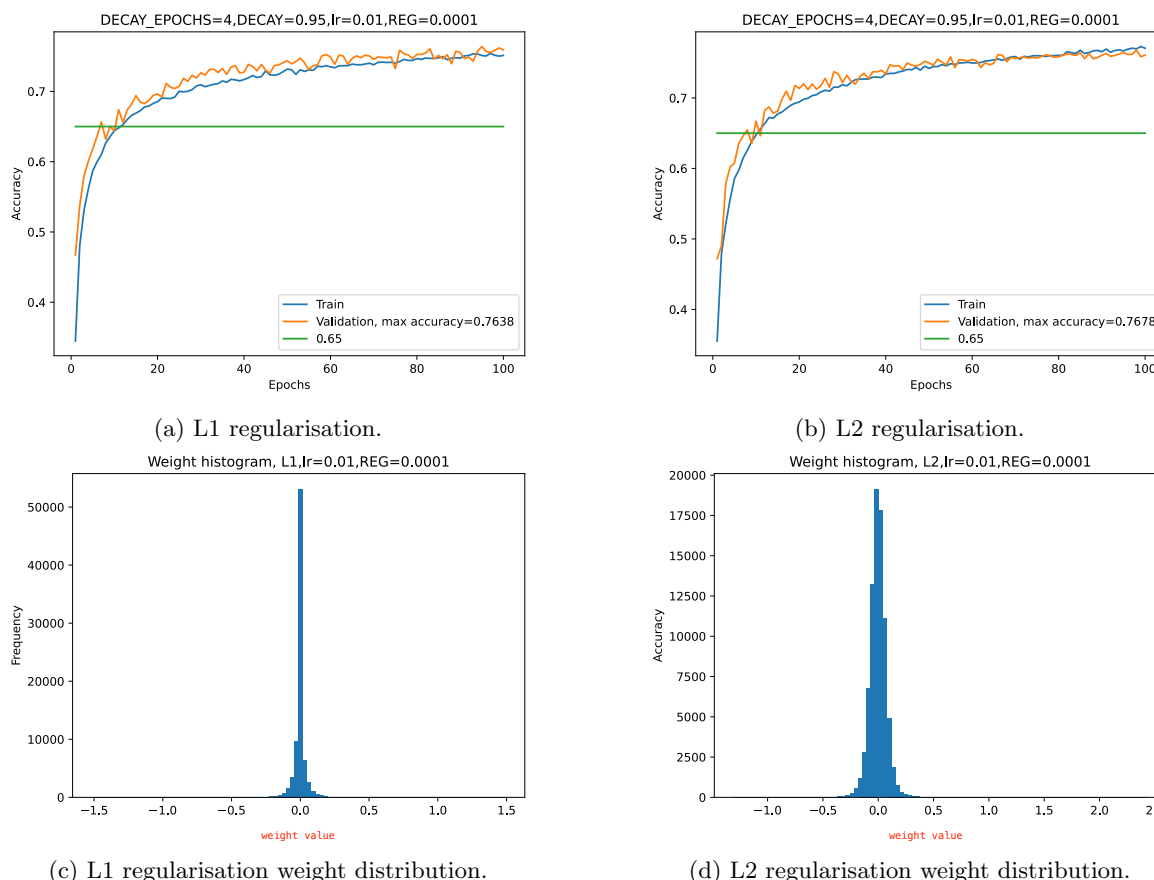 DECAY_EPOCHS=4,DECAY=0.95,lr=0.01,REG=0.0001
0.7
0.6
0.5
0.4
Accuracy
Train
Validation, max accuracy=0.7638
0.65
0 20 40 60 80 100
Epochs
(a) L1 regularisation.
DECAY_EPOCHS=4,DECAY=0.95,lr=0.01,REG=0.0001
0.7
0.6
0.5
0.4
Accuracy
Train
Validation, max accuracy=0.7678
0.65
0 20 40 60 80 100
Epochs
(b) L2 regularisation.
Weight histogram, L1,lr=0.01,REG=0.0001
50000
40000
30000
20000
10000
0
Frequency
−1.5 −1.0 −0.5 0.0 0.5 1.0 1.5
weight value
(c) L1 regularisation weight distribution.
Weight histogram, L2,lr=0.01,REG=0.0001
20000
17500
15000
12500
10000
7500
5000
2500
0
Accuracy
−1.0 −0.5 0.0 0.5 1.0 1.5 2.0
weight value
(d) L2 regularisation weight distribution.